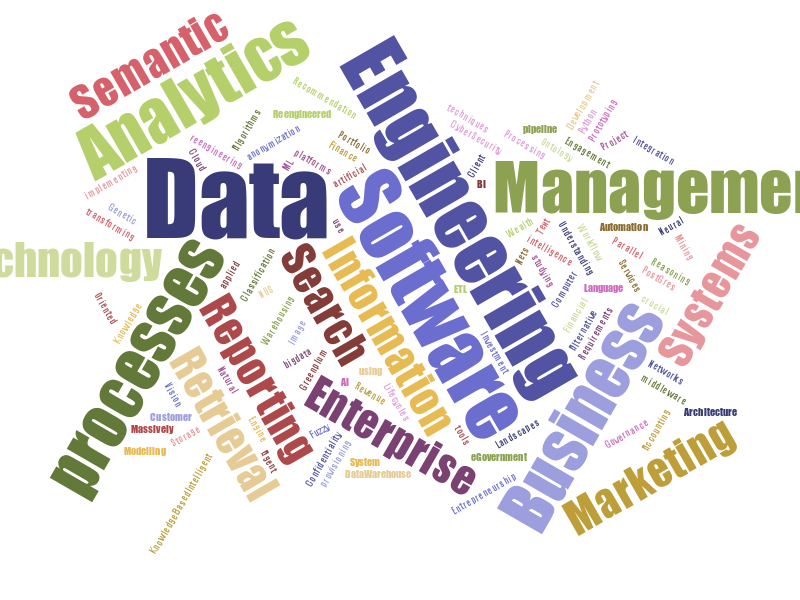 Semantic
Analytics
Engineering
Recommendation
Reengineered
Algorithms
anonymization
reengineering
Cloud
ML
platforms
Portfolio
Finance
artificial
implementing
Genetic
transforming
Data
Software
techniques
CyberSecurity
Processing
pipeline
Ontology
Development
Python
Prototyping
Project
Engagement
Integration
Client
BI
Managemen
chnology
processes
applied
Classification
Search
Information
use
Wealth
Text
Intelligence
Nets
studying
Understanding
Workflow
Automation
Neural
Parallel
Mining
Reasoning
Services
Postgres
Computer
Language
crucial
Systems
ETL
Financial
Alternative
Requirements
Business
Oriented
Knowledge
Reporting
Warehousing
Image
bigdata
Greenplum
Investment
Retrieval
Natural
Vision
Customer
Massively
Modelling
Storage
Engine
Agent
using
AI
Revenue
Lifecycles
Enterprise
Fuzzy
Confidentiality
provisioning
System
DataWarehouse
tools
Landscapes
eGovernment
Entrepreneurship
Networks
middleware
Architecture
Governance
Accounting
Marketing
KnowledgeBasedIntelligent